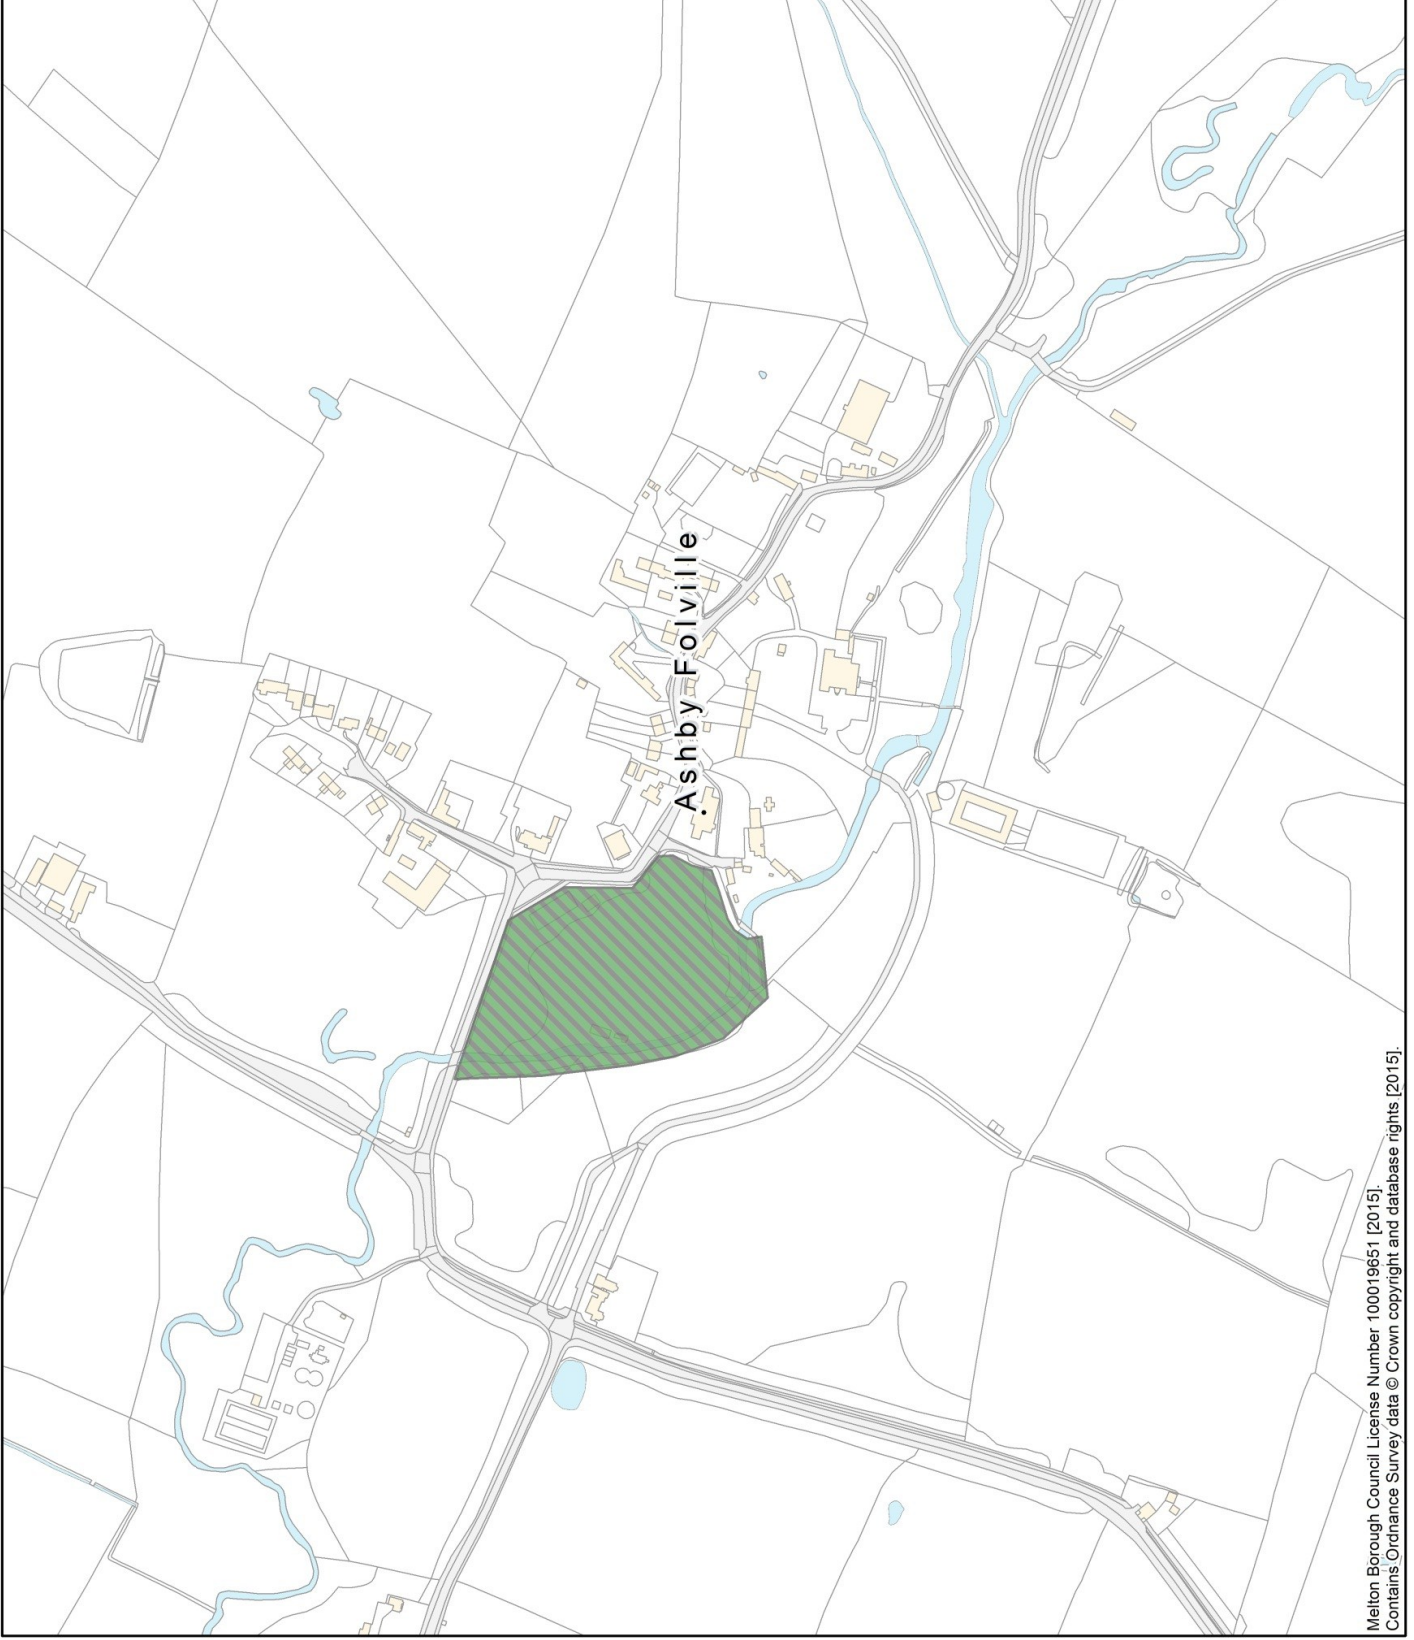 Ashby Folville
Melton Borough Council License Number 100019651 [2015].
Contains Ordnance Survey data © Crown copyright and database rights [2015].